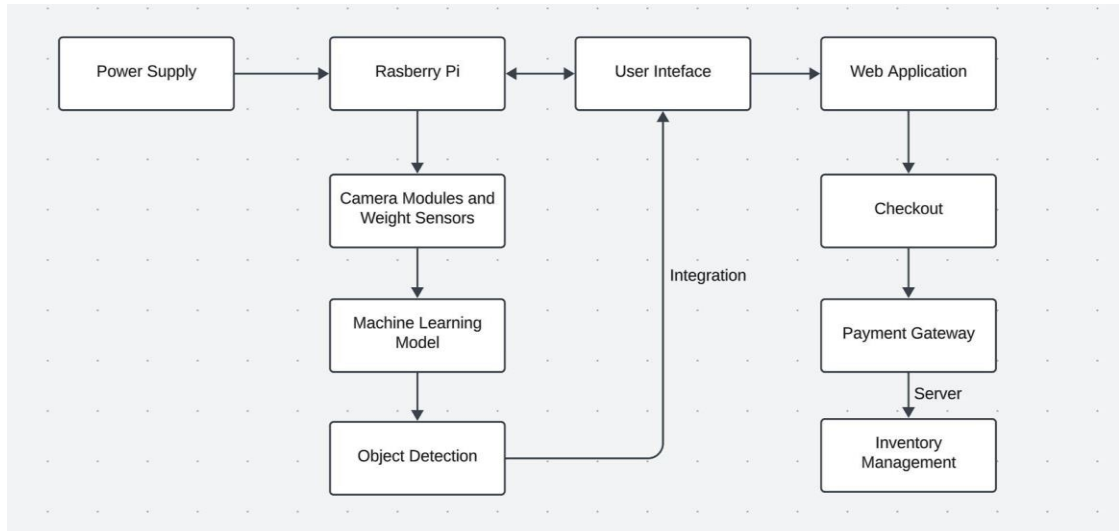 Power Supply
Rasberry Pi
User Inteface
Web Application
Camera Modules and
Weight Sensors
Checkout
Integration
Machine Learning
Model
Payment Gateway
Server
Object Detection
Inventory
Management